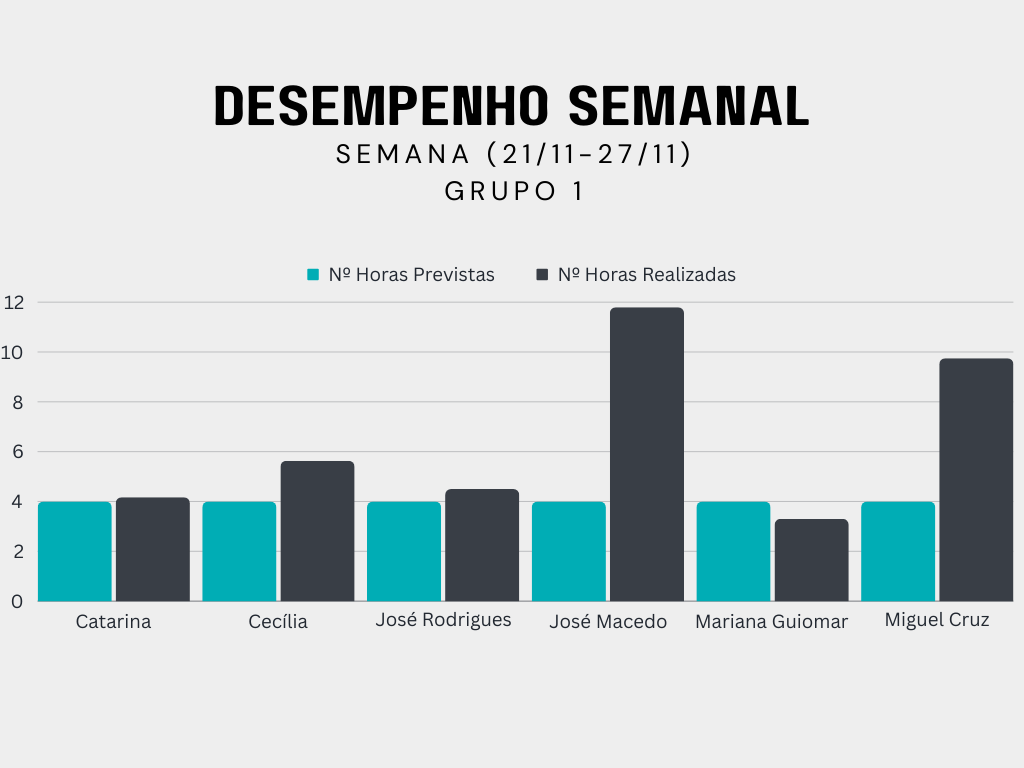 DESEMPENHO SEMANAL
SEMANA (21/11-27/11)
GRUPO 1
Nº Horas Previstas Nº Horas Realizadas
12
10
8
6
4
2
0
Catarina Cecília José Rodrigues José Macedo Mariana Guiomar Miguel Cruz